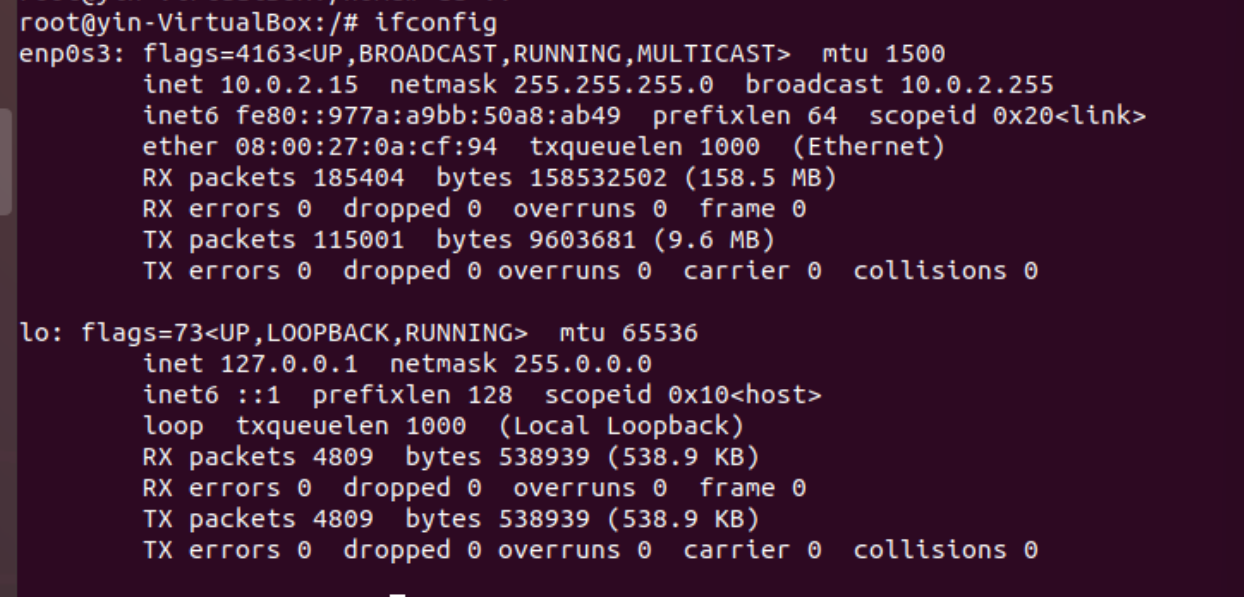 root@yin-VirtualBox:/# ifconfig
enp0s3: flags=4163<UP,BROADCAST,RUNNING,MULTICAST>  mtu 1500
        inet 10.0.2.15  netmask 255.255.255.0  broadcast 10.0.2.255
        inet6 fe80::977a:a9bb:50a8:ab49  prefixlen 64  scopeid 0x20<link>
        ether 08:00:27:0a:cf:94  txqueuelen 1000  (Ethernet)
        RX packets 185404  bytes 158532502 (158.5 MB)
        RX errors 0  dropped 0  overruns 0  frame 0
        TX packets 115001  bytes 9603681 (9.6 MB)
        TX errors 0  dropped 0 overruns 0  carrier 0  collisions 0
lo: flags=73<UP,LOOPBACK,RUNNING>  mtu 65536
        inet 127.0.0.1  netmask 255.0.0.0
        inet6 ::1  prefixlen 128  scopeid 0x10<host>
        loop  txqueuelen 1000  (Local Loopback)
        RX packets 4809  bytes 538939 (538.9 KB)
        RX errors 0  dropped 0  overruns 0  frame 0
        TX packets 4809  bytes 538939 (538.9 KB)
        TX errors 0  dropped 0 overruns 0  carrier 0  collisions 0